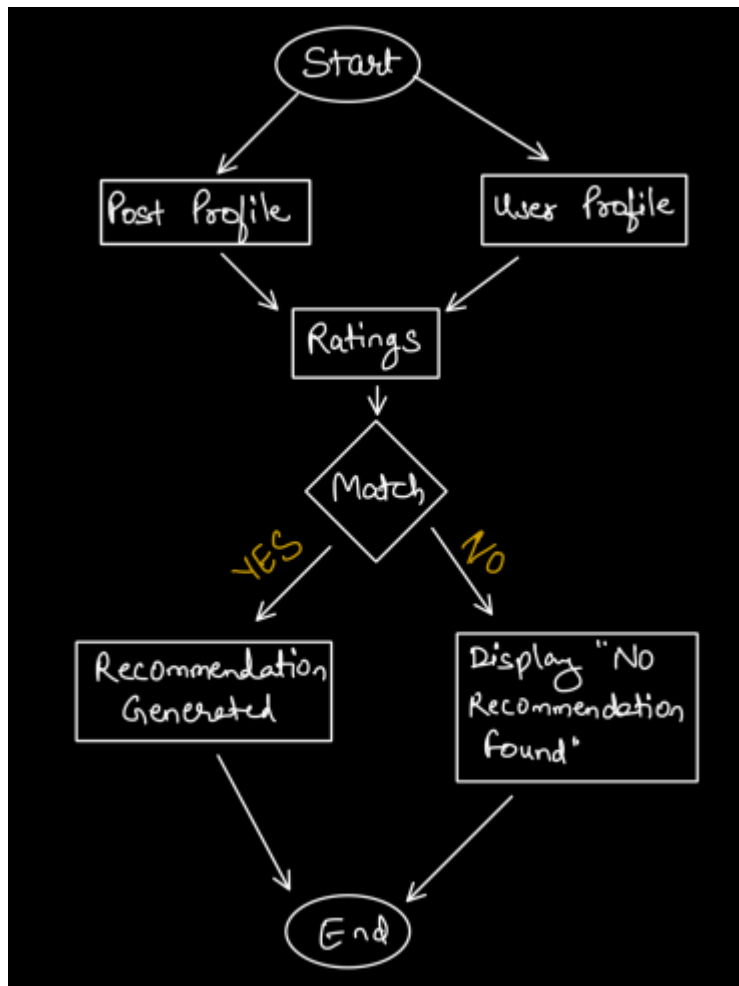 Start
Post Profile
User Profile
Ratings
Match
YES
NO
Recommendation
Generated
Display "No
Recommendation
found"
End